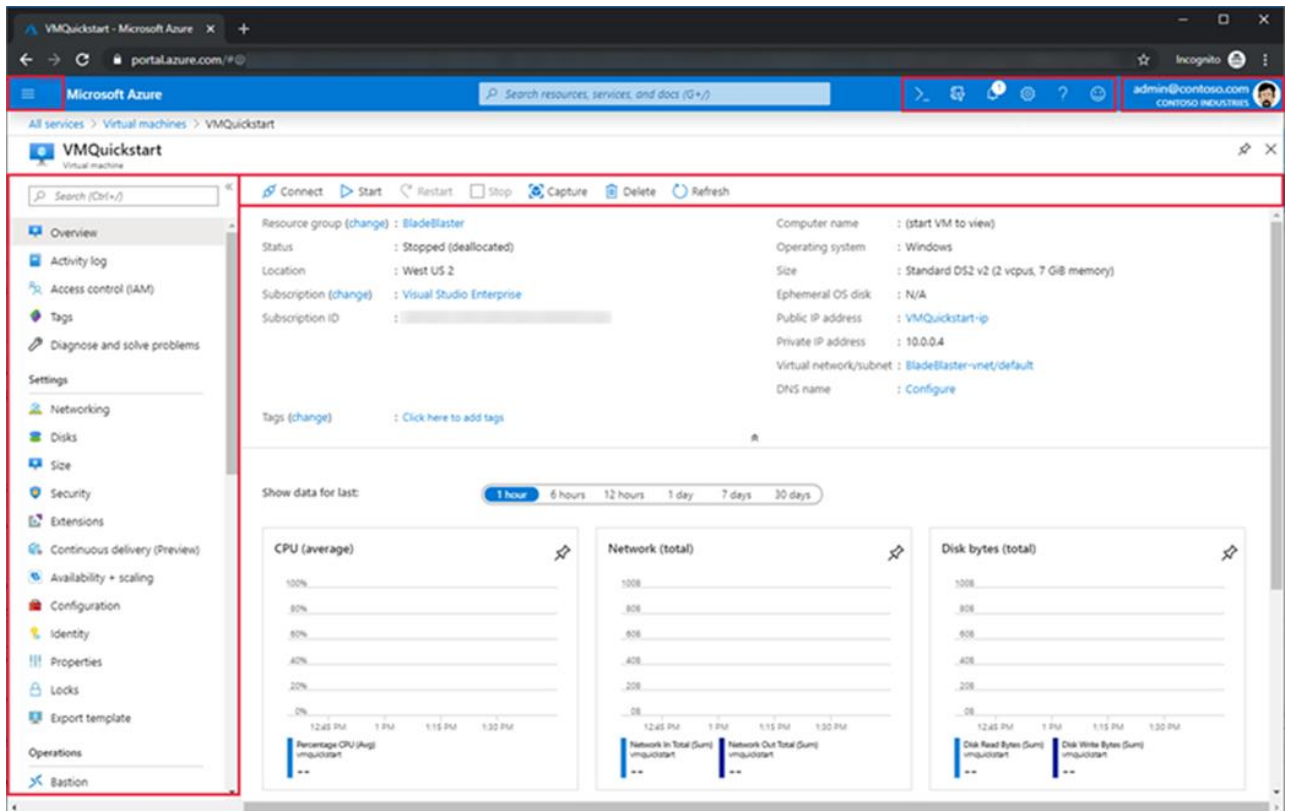 VMQuickstart - Microsoft Azure
portal.azure.com/#@
Incognito
Microsoft Azure
Search resources, services, and docs (G+/)
admin@contoso.com
CONTOSO INDUSTRIES
All services > Virtual machines > VMQuickstart
VMQuickstart
Virtual machine
Search (Ctrl+/)
Overview
Activity log
Access control (IAM)
Tags
Diagnose and solve problems
Settings
Networking
Disks
Size
Security
Extensions
Continuous delivery (Preview)
Availability + scaling
Configuration
Identity
Properties
Locks
Export template
Operations
Bastion
Connect Start Restart Stop Capture Delete Refresh
Resource group (change) : BladeBlaster
Status : Stopped (deallocated)
Location : West US 2
Subscription (change) : Visual Studio Enterprise
Subscription ID :
Tags (change) : Click here to add tags
Computer name : (start VM to view)
Operating system : Windows
Size : Standard DS2 v2 (2 vcpus, 7 GiB memory)
Ephemeral OS disk : N/A
Public IP address : VMQuickstart-ip
Private IP address : 10.0.0.4
Virtual network/subnet : BladeBlaster-vnet/default
DNS name : Configure
Show data for last: 1 hour 6 hours 12 hours 1 day 7 days 30 days
CPU (average)
100%
80%
60%
40%
20%
0%
12:45 PM 1 PM 1:15 PM 1:30 PM
Percentage CPU (Avg)
vmquickstart
--
Network (total)
100B
80B
60B
40B
20B
0B
12:45 PM 1 PM 1:15 PM 1:30 PM
Network In Total (Sum) Network Out Total (Sum)
vmquickstart vmquickstart
-- --
Disk bytes (total)
100B
80B
60B
40B
20B
0B
12:45 PM 1 PM 1:15 PM 1:30 PM
Disk Read Bytes (Sum) Disk Write Bytes (Sum)
vmquickstart vmquickstart
-- --